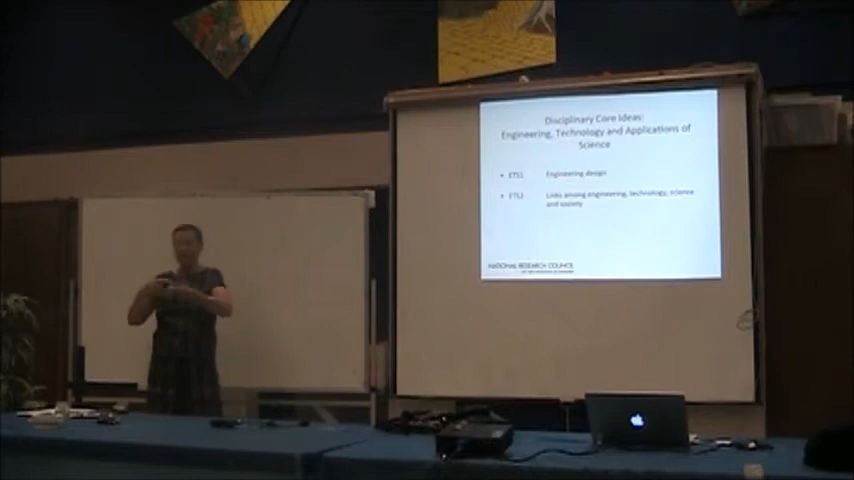 Disciplinary Core Ideas:
Engineering, Technology and Applications of
Science
• ETS1 Engineering design
• ETS2 Links among engineering, technology, science
and society
NATIONAL RESEARCH COUNCIL